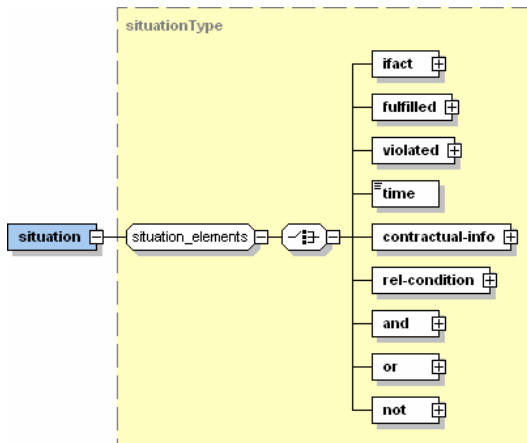 situationType
ifact
fulfilled
violated
time
situation
situation_elements
contractual-info
rel-condition
and
or
not